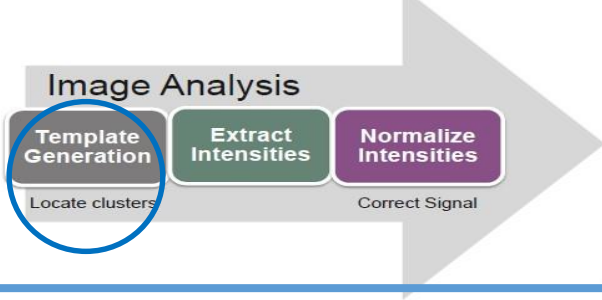 Image Analysis
Template
Generation
Extract
Intensities
Normalize
Intensities
Locate clusters
Correct Signal